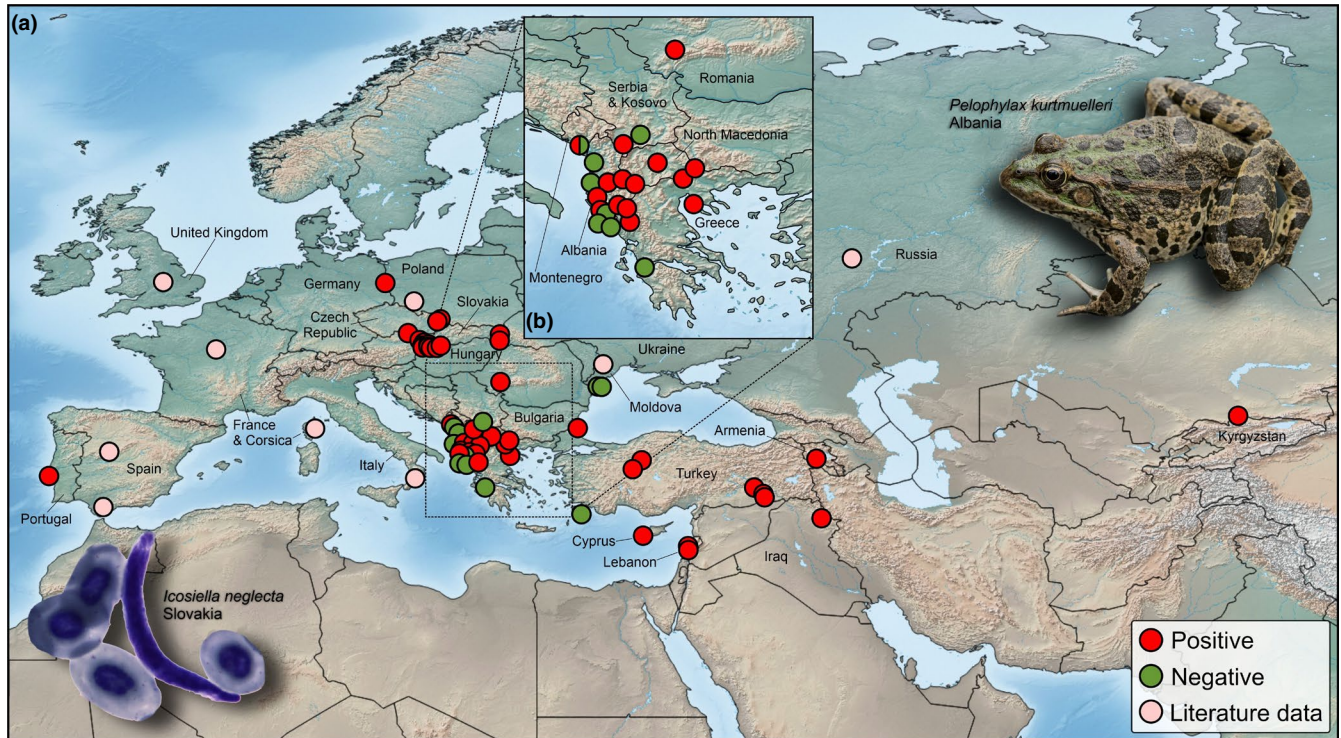 (a)
Romania
Serbia
& Kosovo
North Macedonia
Greece
Albania
Montenegro
(b)
Pelophylax kurtmuelleri
Albania
United Kingdom
Poland
Germany
Slovakia
Czech
Republic
Hungary
Russia
Ukraine
Moldova
Bulgaria
France
& Corsica
Italy
Spain
Portugal
Armenia
Turkey
Kyrgyzstan
Cyprus
Lebanon
Iraq
Icosiella neglecta
Slovakia
Positive
Negative
Literature data